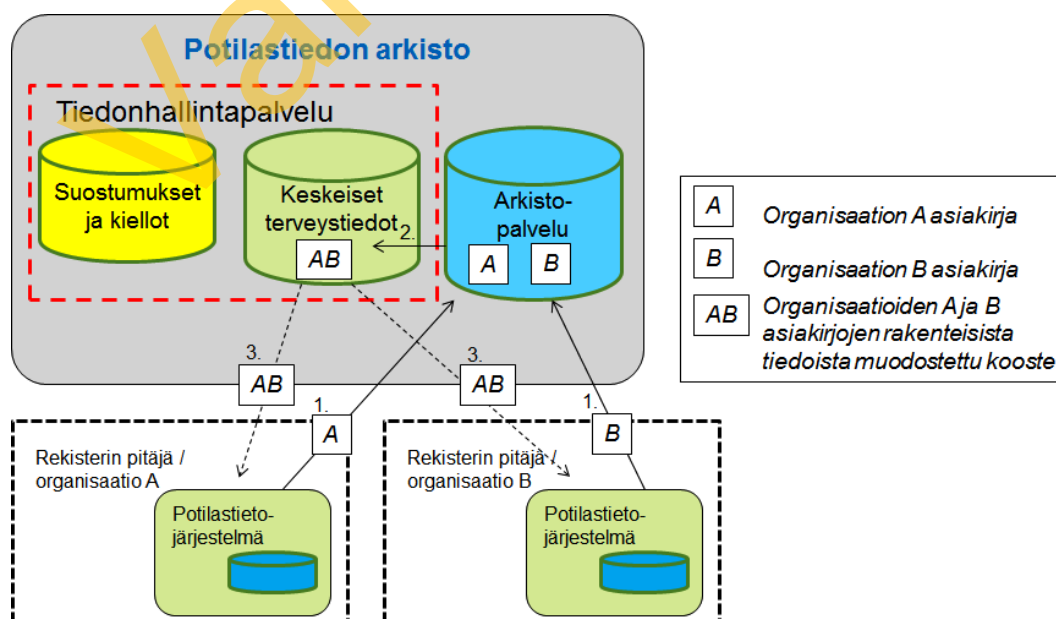 Potilastiedon arkisto
Tiedonhallintapalvelu
Suostumukset
ja kiellot
Keskeiset
terveystiedot
AB
2.
Arkisto-
palvelu
A
B
3.
AB
3.
AB
1.
A
1.
B
Rekisterin pitäjä /
organisaatio A
Potilastieto-
järjestelmä
Rekisterin pitäjä /
organisaatio B
Potilastieto-
järjestelmä
A
Organisaation A asiakirja
B
Organisaation B asiakirja
AB
Organisaatioiden A ja B
asiakirjojen rakenteisista
tiedoista muodostettu kooste